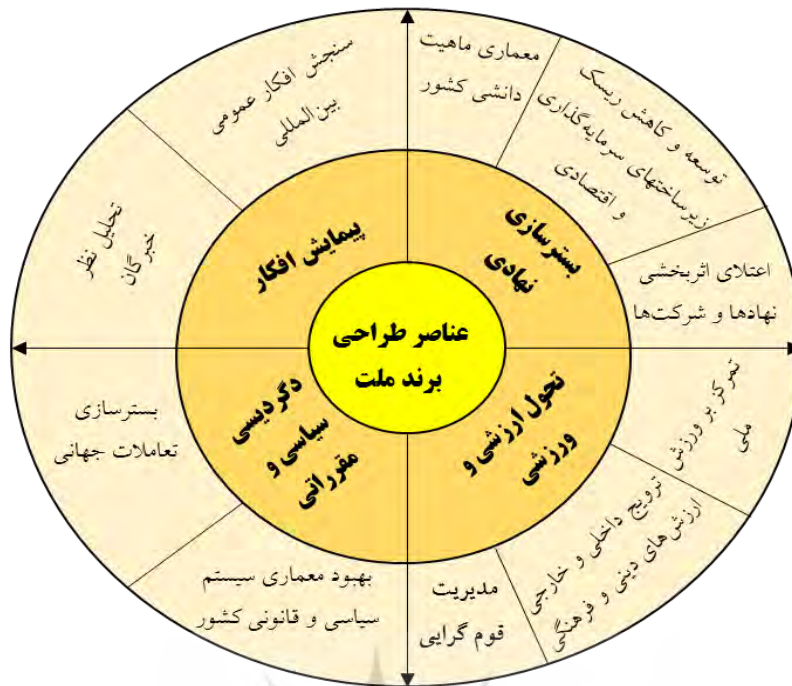 عناصر طراحی
برند ملت
بسترسازی
نهادی
معماری ماهیت
دانشی کشور
توسعه و کاهش ریسک
زیرساختهای سرمایه‌گذاری
و اقتصادی
اعتلای اثربخشی
نهادها و شرکت‌ها
تحول ارزشی و
ورزشی
تمرکز بر ورزش
ملی
ترویج داخلی و خارجی
ارزش‌های دینی و فرهنگی
مدیریت
قوم گرایی
دگردیسی
سیاسی و
مقرراتی
بهبود معماری سیستم
سیاسی و قانونی کشور
بسترسازی
تعاملات جهانی
پیمایش افکار
تحلیل نظر
خبرگان
سنجش افکار عمومی
بین‌المللی